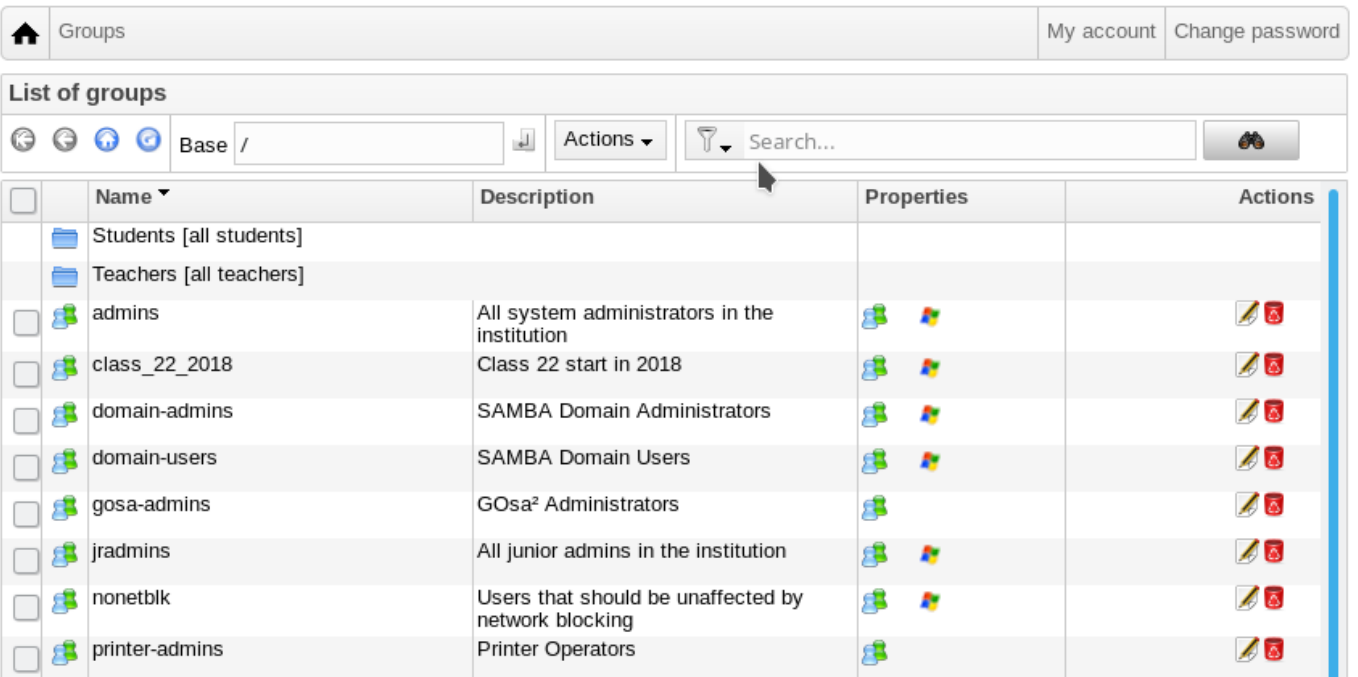 Groups My account Change password
List of groups
Base / Actions Search...
Name Description Properties Actions
Students [all students]
Teachers [all teachers]
admins All system administrators in the
institution
class_22_2018 Class 22 start in 2018
domain-admins SAMBA Domain Administrators
domain-users SAMBA Domain Users
gosa-admins GOsa² Administrators
jradmins All junior admins in the institution
nonetblk Users that should be unaffected by
network blocking
printer-admins Printer Operators